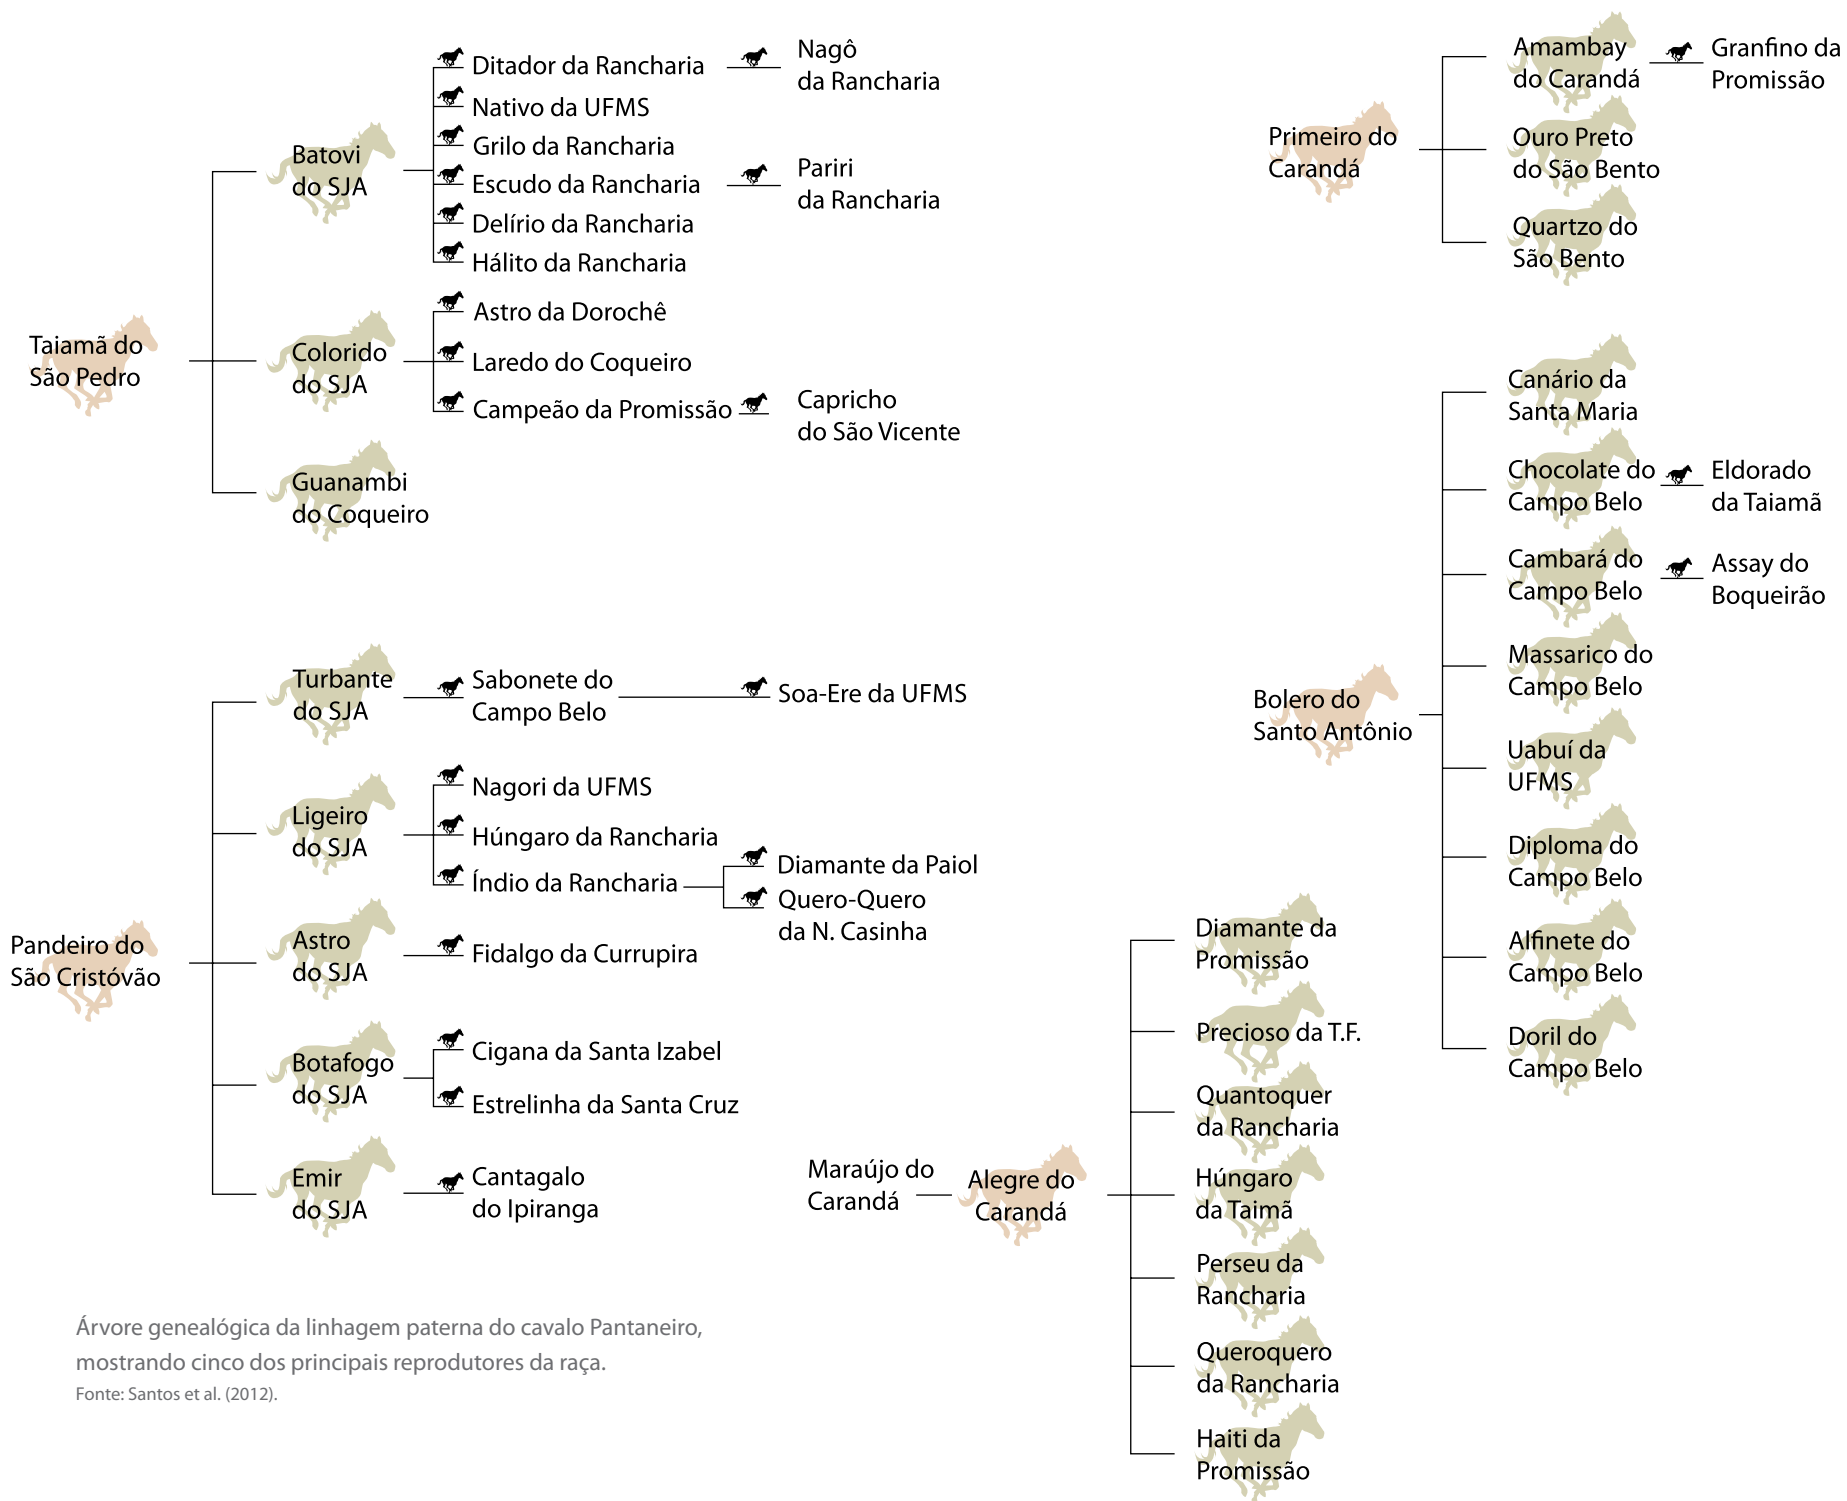 Taiamã do
São Pedro
Batovi
do SJA
Ditador da Rancharia
Nagô
da Rancharia
Nativo da UFMS
Grilo da Rancharia
Escudo da Rancharia
Pariri
da Rancharia
Delírio da Rancharia
Hálito da Rancharia
Colorido
do SJA
Astro da Dorochê
Laredo do Coqueiro
Campeão da Promissão
Capricho
do São Vicente
Guanambi
do Coqueiro
Pandeiro do
São Cristóvão
Turbante
do SJA
Sabonete do
Campo Belo
Soa-Ere da UFMS
Ligeiro
do SJA
Nagori da UFMS
Húngaro da Rancharia
Índio da Rancharia
Diamante da Paiol
Quero-Quero
da N. Casinha
Astro
do SJA
Fidalgo da Currupira
Botafogo
do SJA
Cigana da Santa Izabel
Estrelinha da Santa Cruz
Emir
do SJA
Cantagalo
do Ipiranga
Primeiro do
Carandá
Amambay
do Carandá
Granfino da
Promissão
Ouro Preto
do São Bento
Quartzo do
São Bento
Bolero do
Santo Antônio
Canário da
Santa Maria
Chocolate do
Campo Belo
Eldorado
da Taiamã
Cambará do
Campo Belo
Assay do
Boqueirão
Massarico do
Campo Belo
Uabuí da
UFMS
Diploma do
Campo Belo
Alfinete do
Campo Belo
Doril do
Campo Belo
Maraújo do
Carandá
Alegre do
Carandá
Diamante da
Promissão
Precioso da T.F.
Quantoquer
da Rancharia
Húngaro
da Taimã
Perseu da
Rancharia
Queroquero
da Rancharia
Haiti da
Promissão
Árvore genealógica da linhagem paterna do cavalo Pantaneiro,
mostrando cinco dos principais reprodutores da raça.
Fonte: Santos et al. (2012).